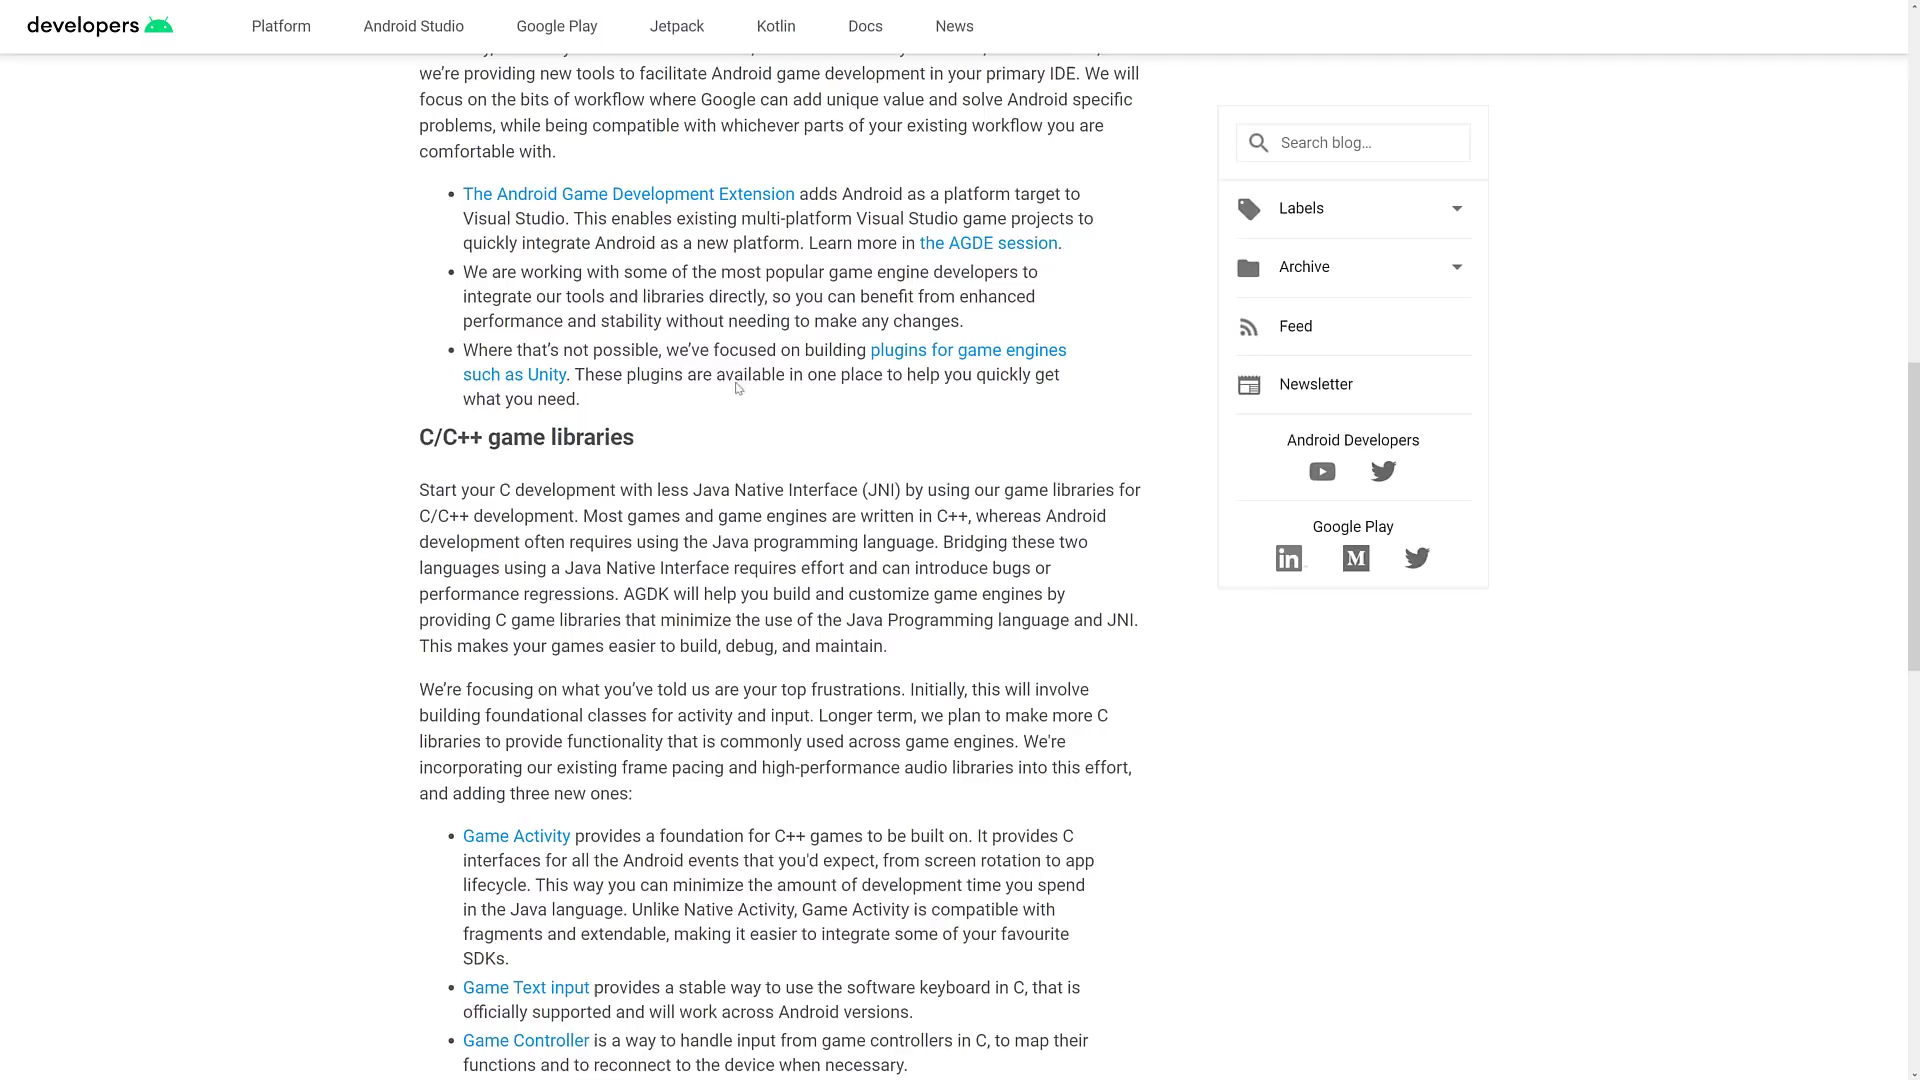 developers
Platform
Android Studio
Google Play
Jetpack
Kotlin
Docs
News
we’re providing new tools to facilitate Android game development in your primary IDE. We will
focus on the bits of workflow where Google can add unique value and solve Android specific
problems, while being compatible with whichever parts of your existing workflow you are
comfortable with.
• The Android Game Development Extension adds Android as a platform target to
Visual Studio. This enables existing multi-platform Visual Studio game projects to
quickly integrate Android as a new platform. Learn more in the AGDE session.
• We are working with some of the most popular game engine developers to
integrate our tools and libraries directly, so you can benefit from enhanced
performance and stability without needing to make any changes.
• Where that’s not possible, we’ve focused on building plugins for game engines
such as Unity. These plugins are available in one place to help you quickly get
what you need.
C/C++ game libraries
Start your C development with less Java Native Interface (JNI) by using our game libraries for
C/C++ development. Most games and game engines are written in C++, whereas Android
development often requires using the Java programming language. Bridging these two
languages using a Java Native Interface requires effort and can introduce bugs or
performance regressions. AGDK will help you build and customize game engines by
providing C game libraries that minimize the use of the Java Programming language and JNI.
This makes your games easier to build, debug, and maintain.
We’re focusing on what you’ve told us are your top frustrations. Initially, this will involve
building foundational classes for activity and input. Longer term, we plan to make more C
libraries to provide functionality that is commonly used across game engines. We're
incorporating our existing frame pacing and high-performance audio libraries into this effort,
and adding three new ones:
• Game Activity provides a foundation for C++ games to be built on. It provides C
interfaces for all the Android events that you'd expect, from screen rotation to app
lifecycle. This way you can minimize the amount of development time you spend
in the Java language. Unlike Native Activity, Game Activity is compatible with
fragments and extendable, making it easier to integrate some of your favourite
SDKs.
• Game Text input provides a stable way to use the software keyboard in C, that is
officially supported and will work across Android versions.
• Game Controller is a way to handle input from game controllers in C, to map their
functions and to reconnect to the device when necessary.
Search blog…
Labels
Archive
Feed
Newsletter
Android Developers
Google Play
in
M